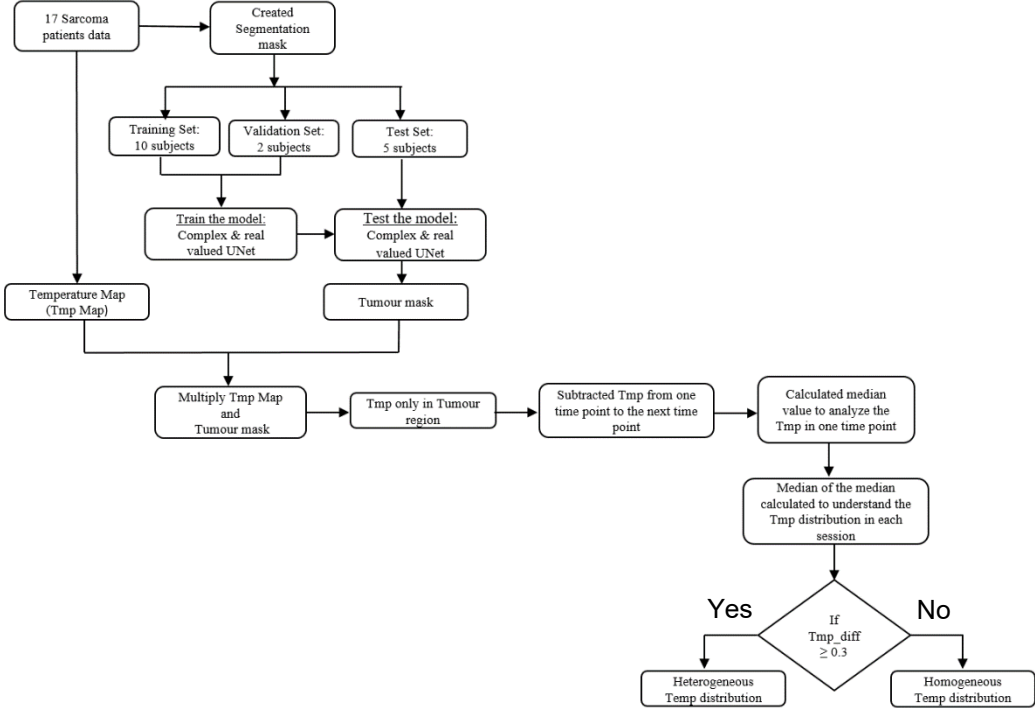 17 Sarcoma
patients data
Created
Segmentation
mask
Training Set:
10 subjects
Validation Set:
2 subjects
Test Set:
5 subjects
Train the model:
Complex & real
valued UNet
Test the model:
Complex & real
valued UNet
Temperature Map
(Tmp Map)
Tumour mask
Multiply Tmp Map
and
Tumour mask
Tmp only in Tumour
region
Subtracted Tmp from one
time point to the next time
point
Calculated median
value to analyze the
Tmp in one time point
Median of the median
calculated to understand the
Tmp distribution in each
session
Yes
No
If
Tmp_diff
≥ 0.3
Heterogeneous
Temp distribution
Homogeneous
Temp distribution